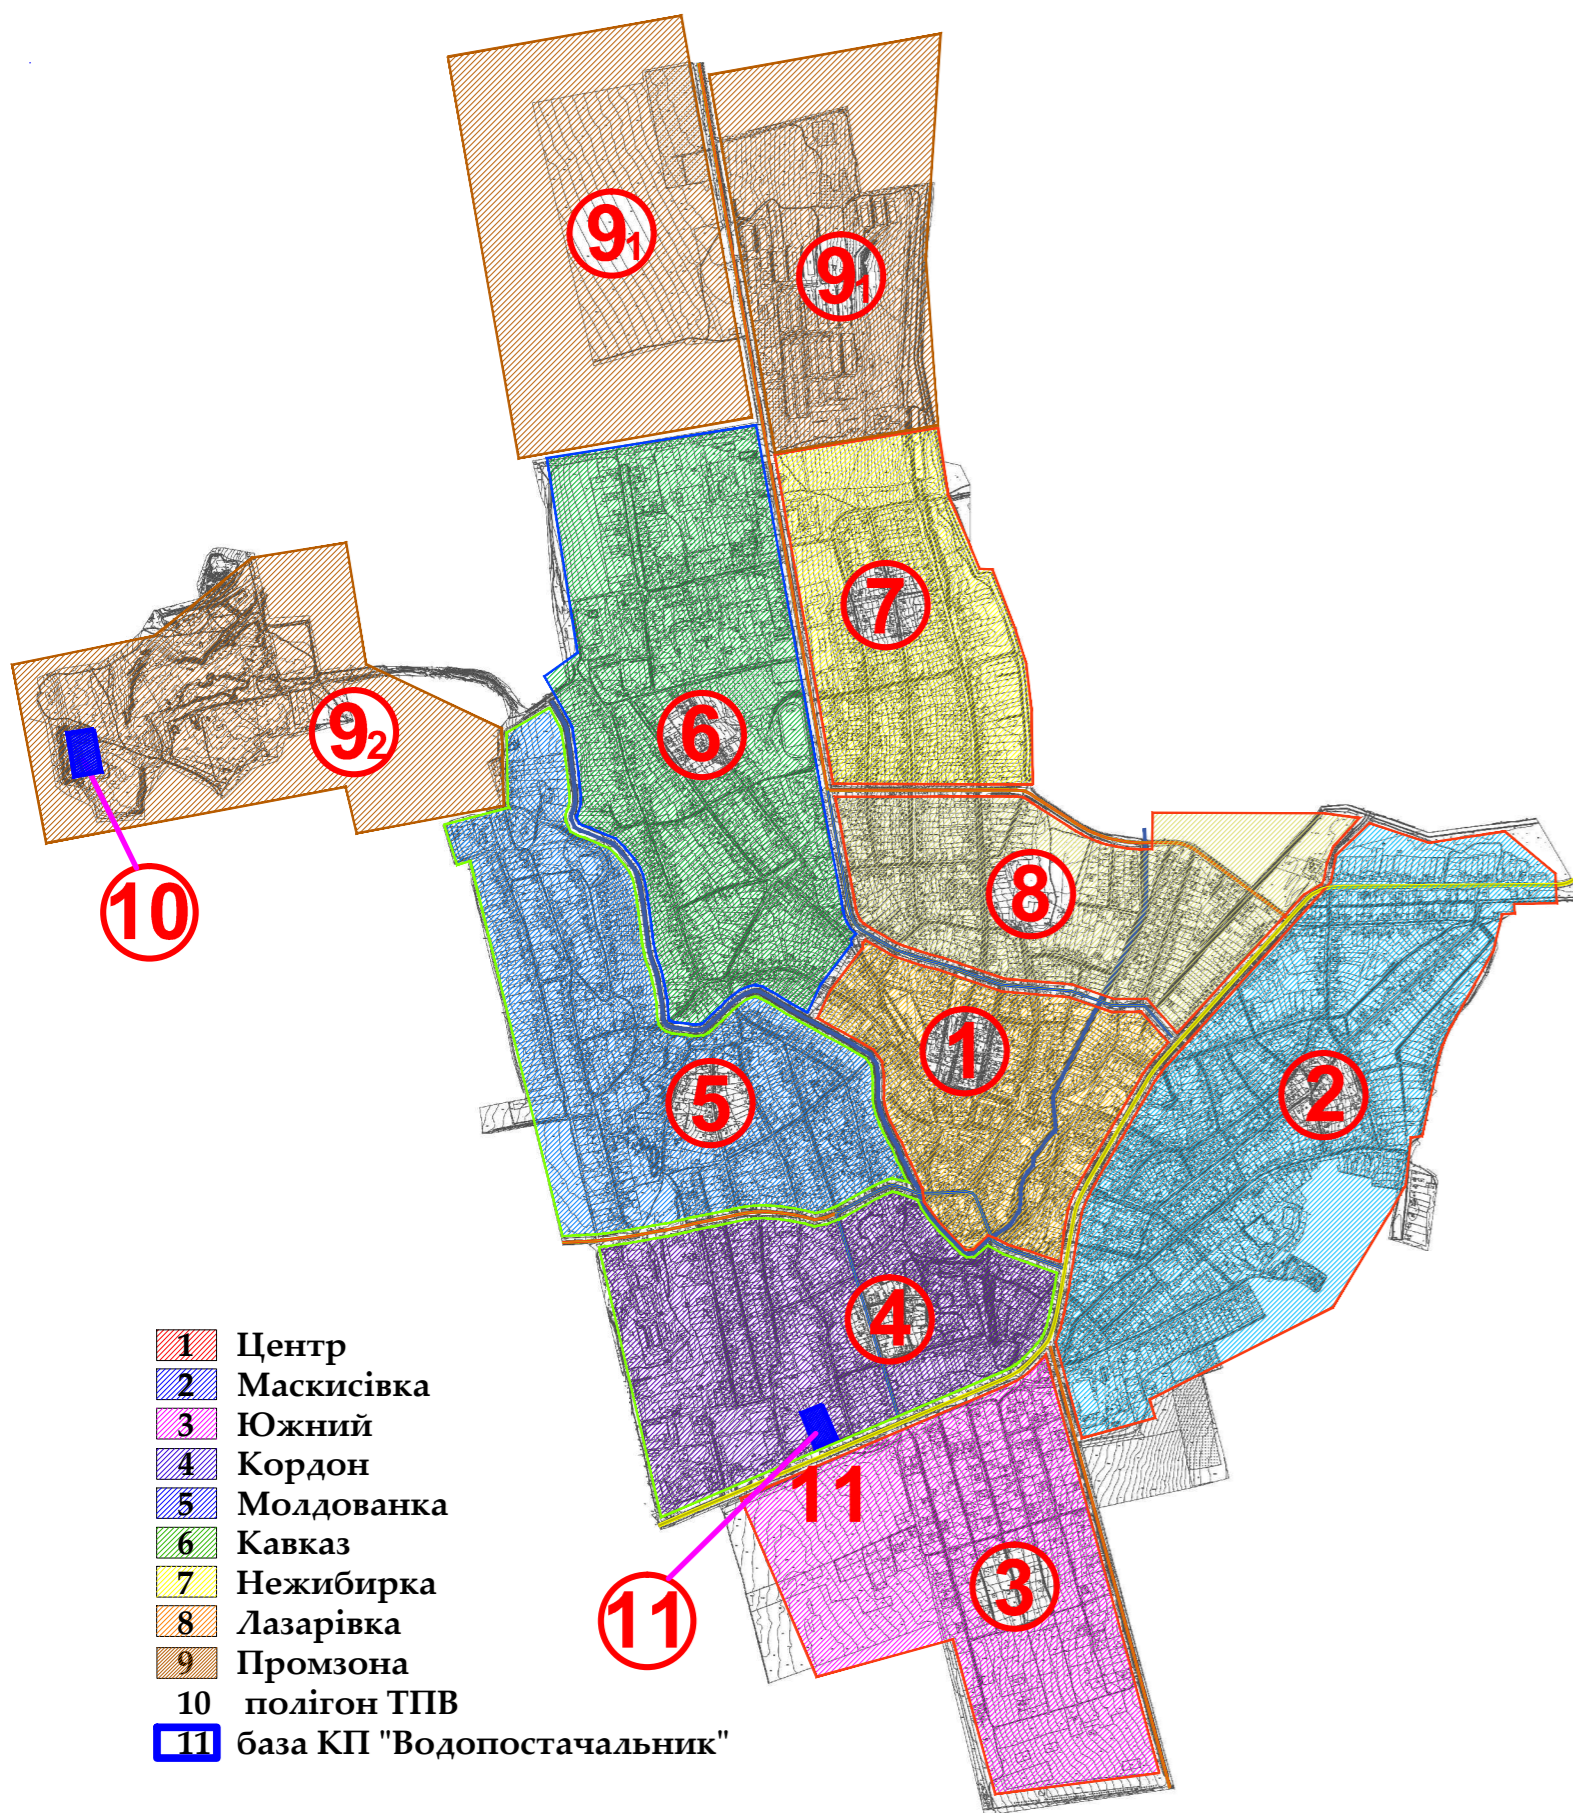 9₁
9₁
7
6
9₂
8
10
1
2
5
4
11
3
11
1 Центр
2 Маскисівка
3 Южний
4 Кордон
5 Молдованка
6 Кавказ
7 Нежибирка
8 Лазарівка
9 Промзона
10 полігон ТПВ
11 база КП "Водопостачальник"